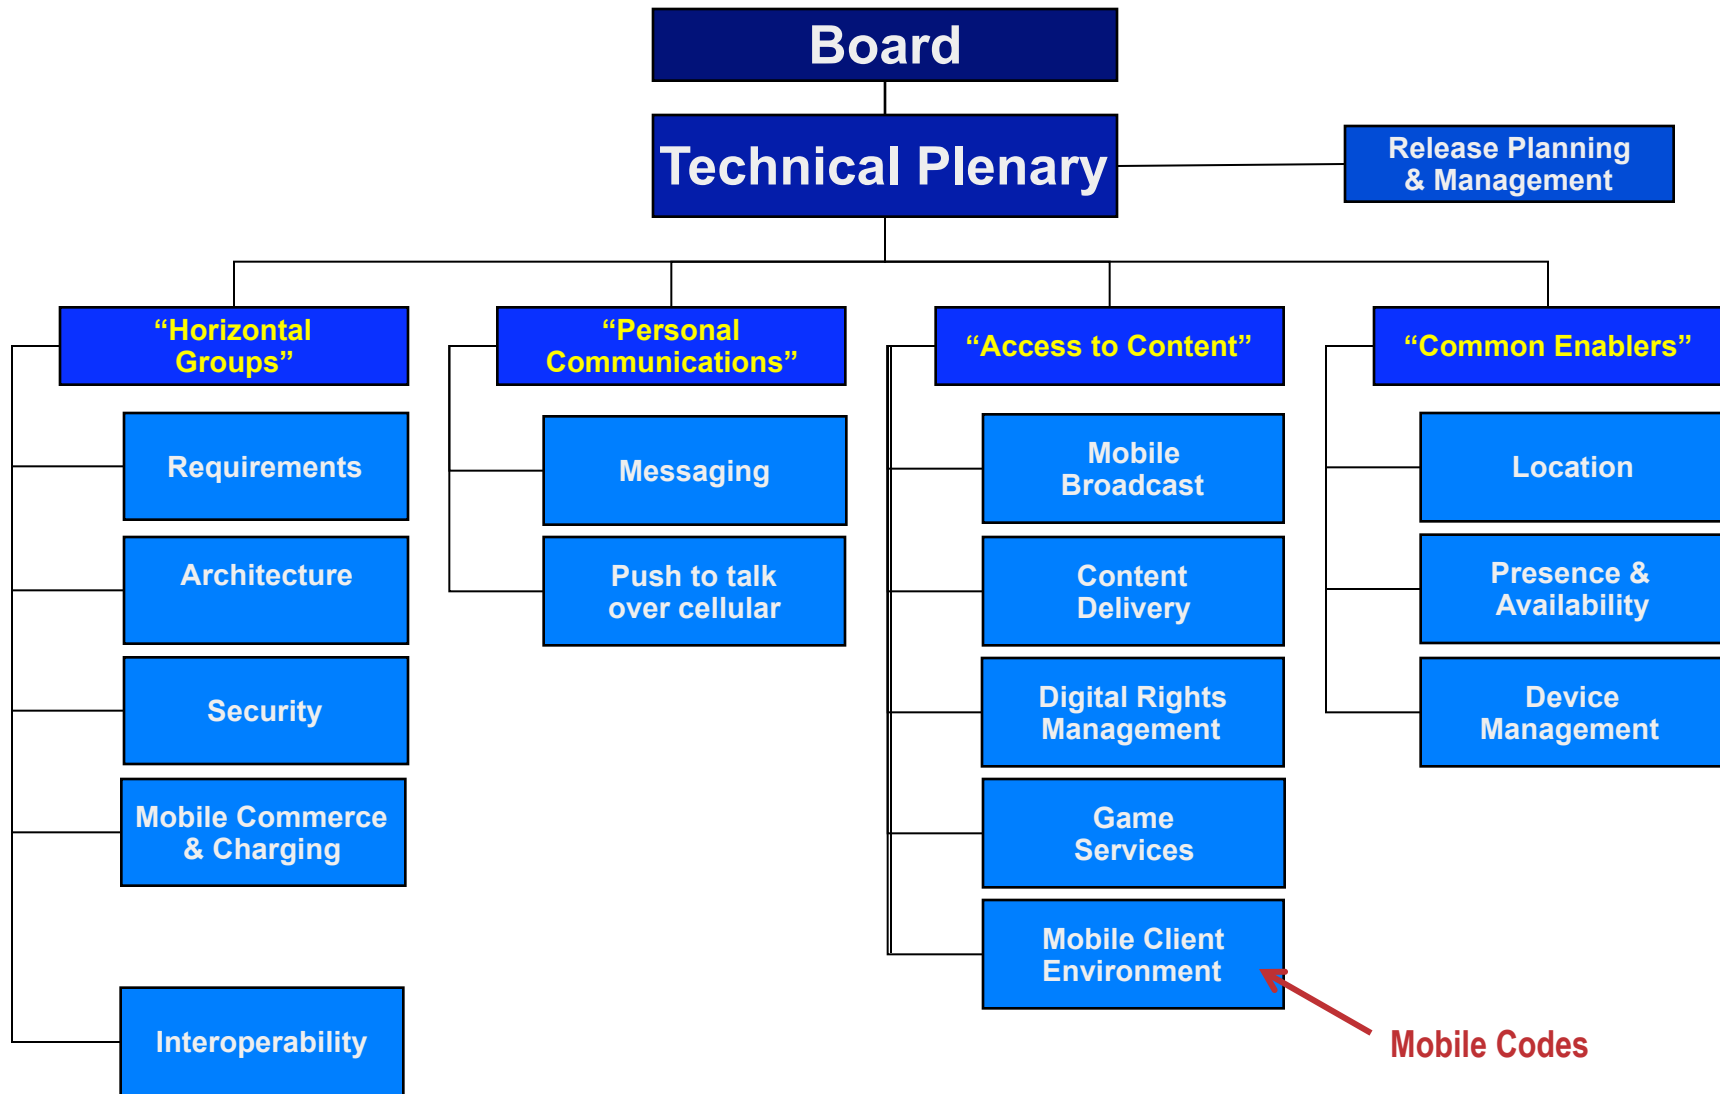 Board
Technical Plenary
Release Planning
& Management
“Horizontal
Groups”
Requirements
Architecture
Security
Mobile Commerce
& Charging
Interoperability
“Personal
Communications”
Messaging
Push to talk
over cellular
“Access to Content”
Mobile
Broadcast
Content
Delivery
Digital Rights
Management
Game
Services
Mobile Client
Environment
Mobile Codes
“Common Enablers”
Location
Presence &
Availability
Device
Management